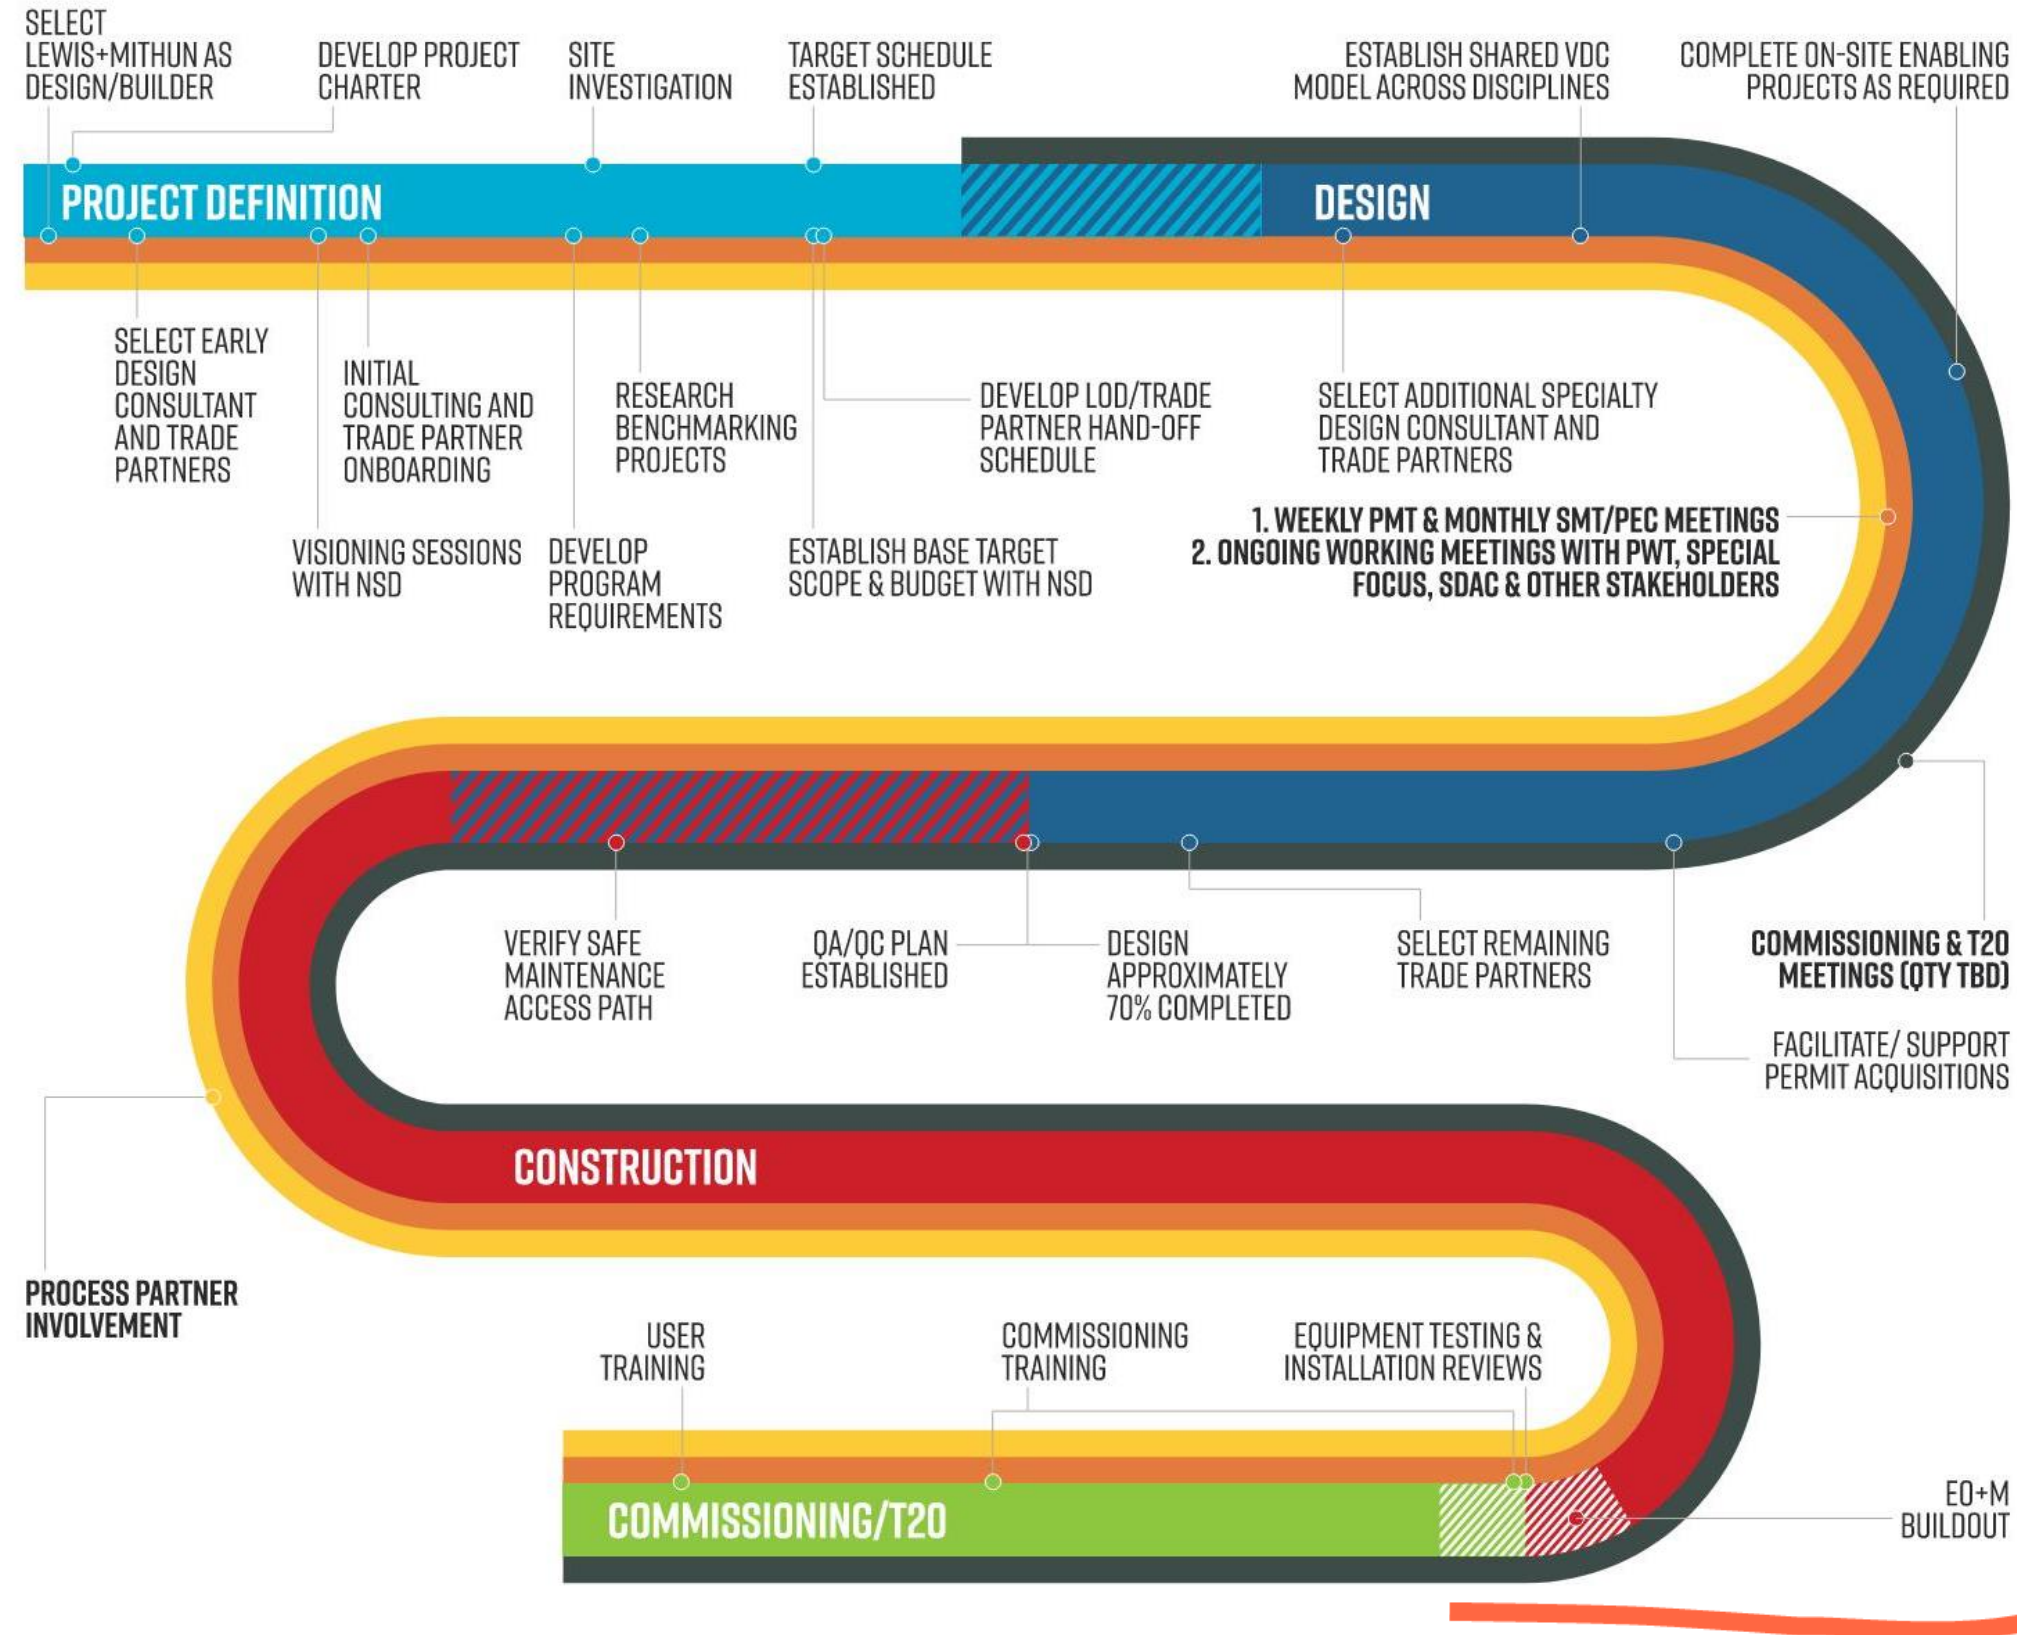 SELECT
LEWIS+MITHUN AS
DESIGN/BUILDER
DEVELOP PROJECT
CHARTER
SITE
INVESTIGATION
TARGET SCHEDULE
ESTABLISHED
ESTABLISH SHARED VDC
MODEL ACROSS DISCIPLINES
COMPLETE ON-SITE ENABLING
PROJECTS AS REQUIRED
PROJECT DEFINITION
DESIGN
SELECT EARLY
DESIGN
CONSULTANT
AND TRADE
PARTNERS
INITIAL
CONSULTING AND
TRADE PARTNER
ONBOARDING
RESEARCH
BENCHMARKING
PROJECTS
DEVELOP LOD/TRADE
PARTNER HAND-OFF
SCHEDULE
SELECT ADDITIONAL SPECIALTY
DESIGN CONSULTANT AND
TRADE PARTNERS
VISIONING SESSIONS
WITH NSD
DEVELOP
PROGRAM
REQUIREMENTS
ESTABLISH BASE TARGET
SCOPE & BUDGET WITH NSD
1. WEEKLY PMT & MONTHLY SMT/PEC MEETINGS
2. ONGOING WORKING MEETINGS WITH PWT, SPECIAL
FOCUS, SDAC & OTHER STAKEHOLDERS
VERIFY SAFE
MAINTENANCE
ACCESS PATH
QA/QC PLAN
ESTABLISHED
DESIGN
APPROXIMATELY
70% COMPLETED
SELECT REMAINING
TRADE PARTNERS
COMMISSIONING & T2O
MEETINGS (QTY TBD)
FACILITATE/ SUPPORT
PERMIT ACQUISITIONS
CONSTRUCTION
PROCESS PARTNER
INVOLVEMENT
USER
TRAINING
COMMISSIONING
TRAINING
EQUIPMENT TESTING &
INSTALLATION REVIEWS
COMMISSIONING/T2O
EO+M
BUILDOUT